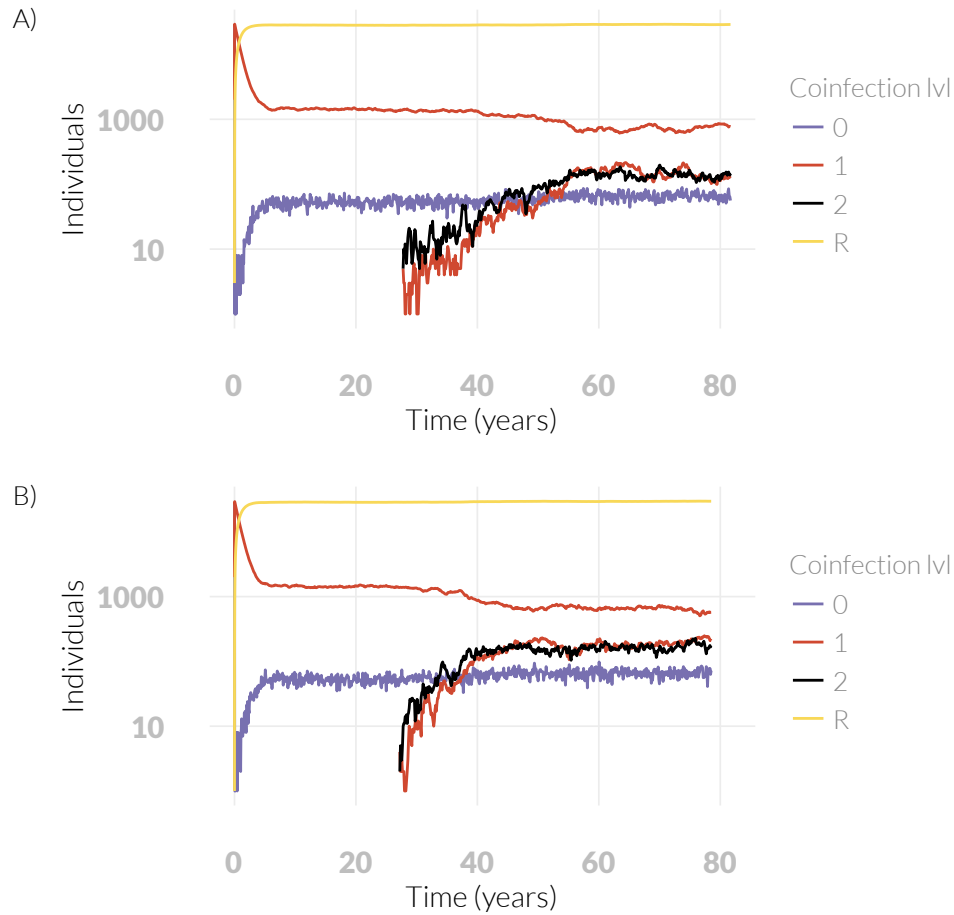 A)
Individuals
1000
10
0 20 40 60 80
Time (years)
Coinfection lvl
0
1
2
R
B)
Individuals
1000
10
0 20 40 60 80
Time (years)
Coinfection lvl
0
1
2
R